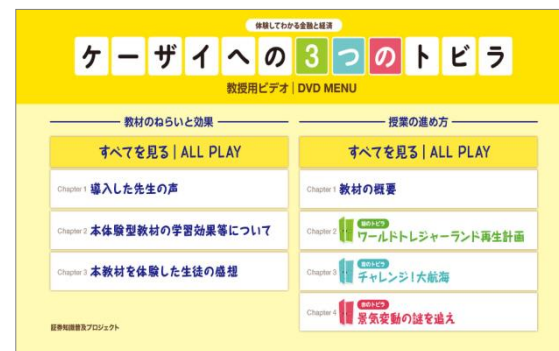 体験してわかる金融と経済
ケーザイへの3つのトビラ
教授用ビデオ|DVD MENU
教材のねらいと効果
すべてを見る|ALL PLAY
Chapter 1 導入した先生の声
Chapter 2 本体験型教材の学習効果等について
Chapter 3 本教材を体験した生徒の感想
授業の進め方
すべてを見る|ALL PLAY
Chapter 1 教材の概要
Chapter 2
ワールドトレジャーランド再生計画
Chapter 3
チャレンジ!大航海
Chapter 4
景気変動の謎を追え
証券知識普及プロジェクト